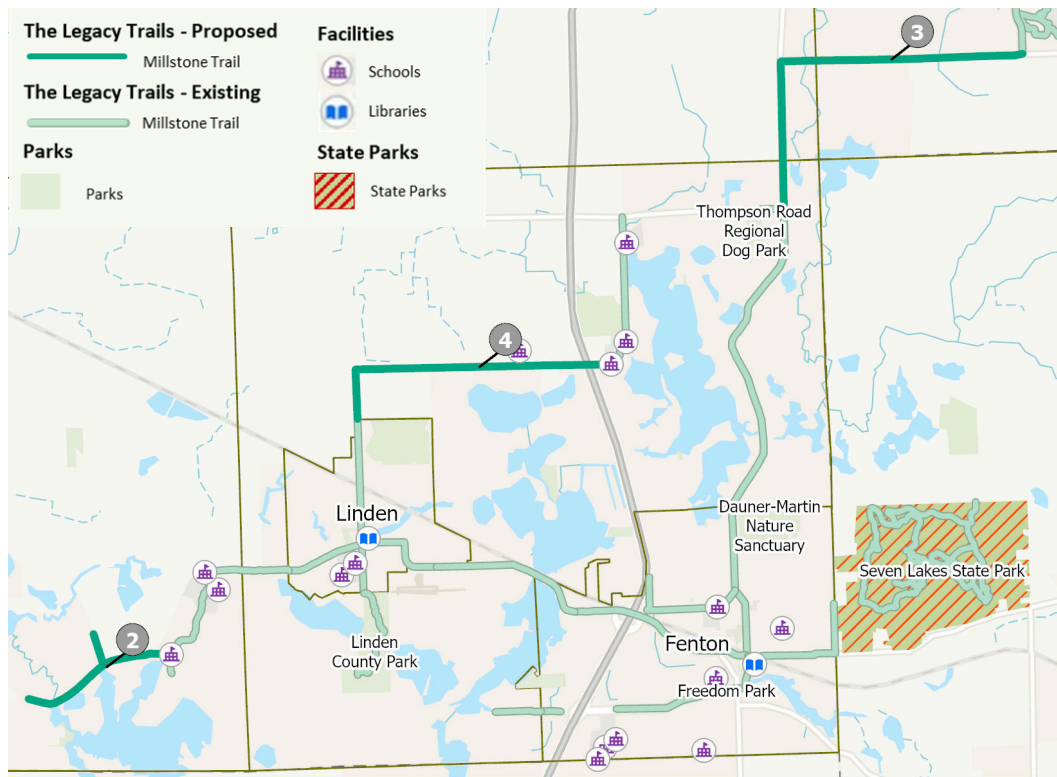 The Legacy Trails - Proposed
Millstone Trail
The Legacy Trails - Existing
Millstone Trail
Parks
Parks
Facilities
Schools
Libraries
State Parks
State Parks
3
Thompson Road
Regional
Dog Park
4
Linden
Dauner-Martin
Nature
Sanctuary
Seven Lakes State Park
2
Linden
County Park
Fenton
Freedom Park